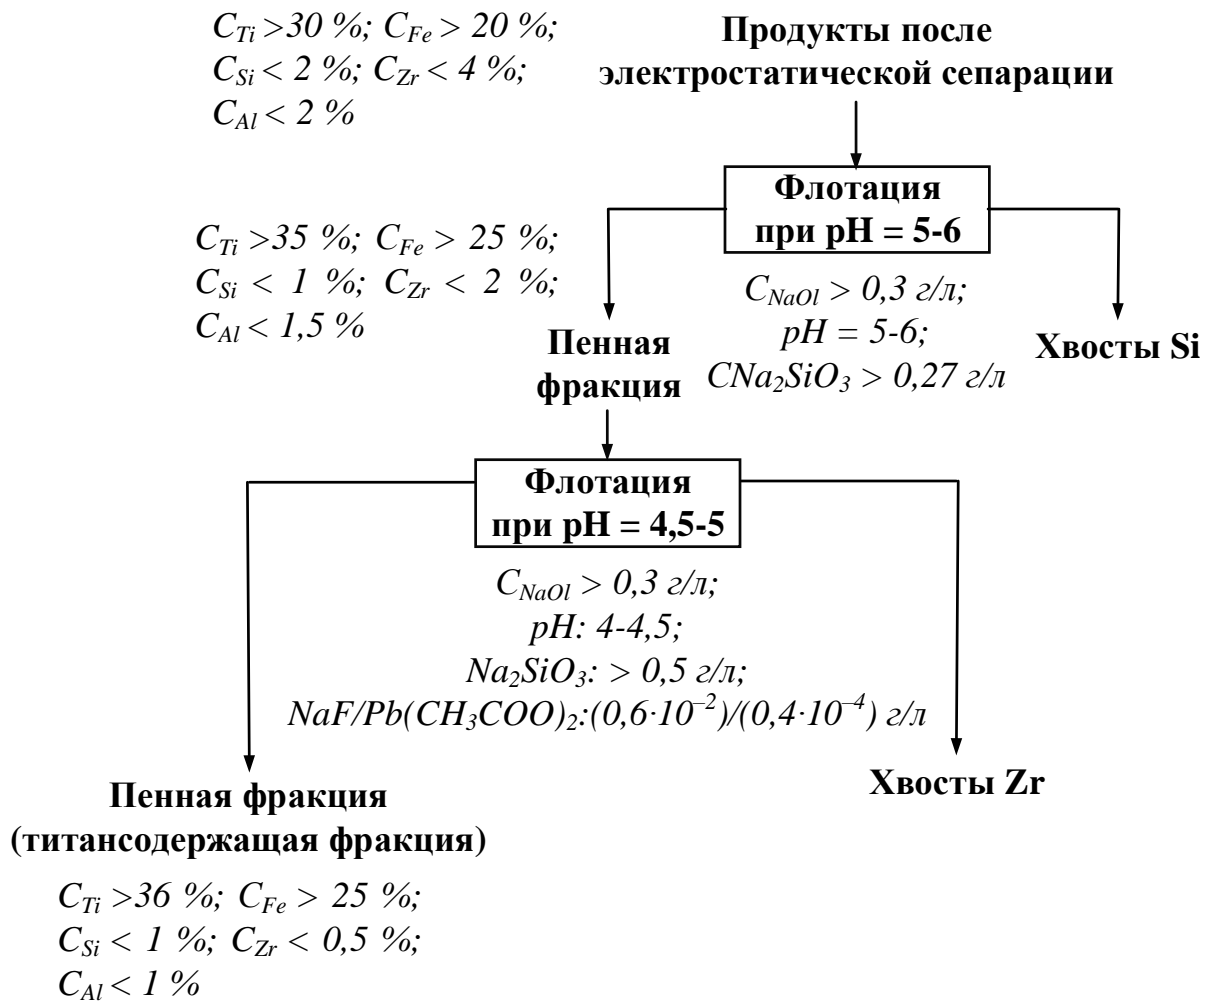 C_Ti >30 %; C_Fe > 20 %;
C_Si < 2 %; C_Zr < 4 %;
C_Al < 2 %
Продукты после
электростатической сепарации
Флотация
при pH = 5-6
C_Ti >35 %; C_Fe > 25 %;
C_Si < 1 %; C_Zr < 2 %;
C_Al < 1,5 %
C_NaOl > 0,3 г/л;
pH = 5-6;
CNa₂SiO₃ > 0,27 г/л
Пенная
фракция
Хвосты Si
Флотация
при pH = 4,5-5
C_NaOl > 0,3 г/л;
pH: 4-4,5;
Na₂SiO₃: > 0,5 г/л;
NaF/Pb(CH₃COO)₂:(0,6·10⁻²)/(0,4·10⁻⁴) г/л
Пенная фракция
(титансодержащая фракция)
Хвосты Zr
C_Ti >36 %; C_Fe > 25 %;
C_Si < 1 %; C_Zr < 0,5 %;
C_Al < 1 %